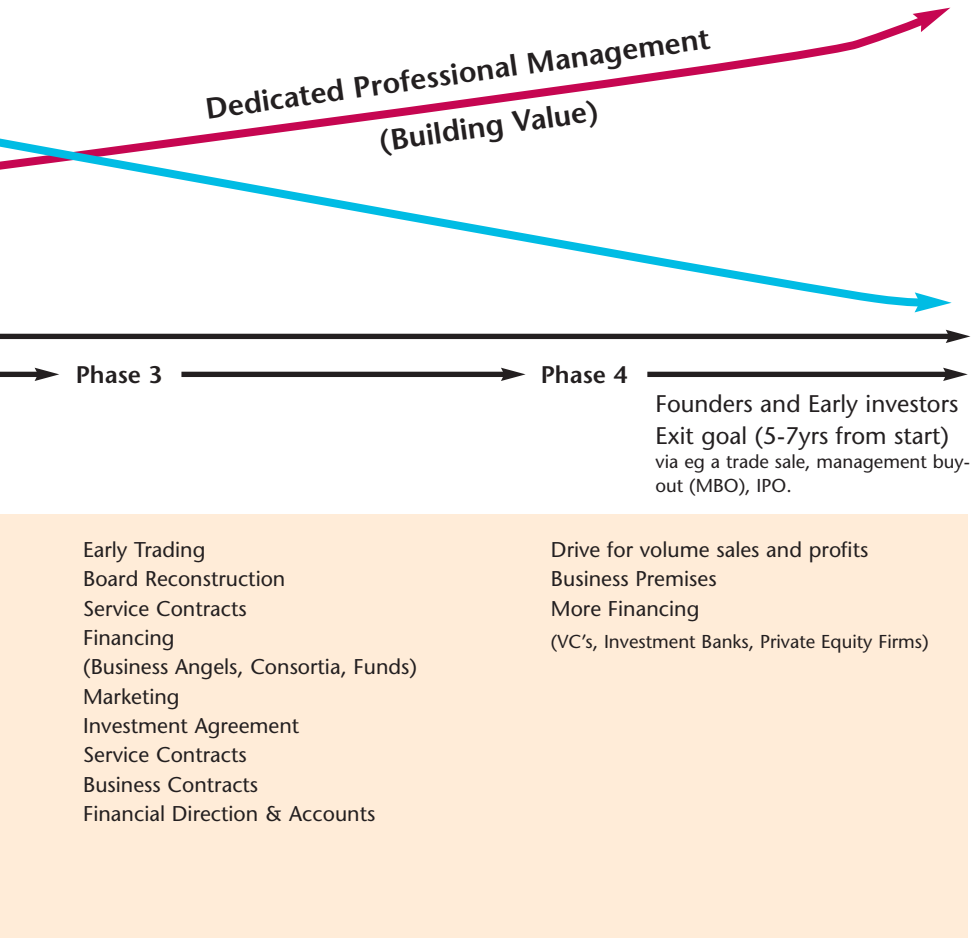 Dedicated Professional Management
(Building Value)
Phase 3
Phase 4
Founders and Early investors
Exit goal (5-7yrs from start)
via eg a trade sale, management buy-
out (MBO), IPO.
Early Trading
Board Reconstruction
Service Contracts
Financing
(Business Angels, Consortia, Funds)
Marketing
Investment Agreement
Service Contracts
Business Contracts
Financial Direction & Accounts
Drive for volume sales and profits
Business Premises
More Financing
(VC's, Investment Banks, Private Equity Firms)